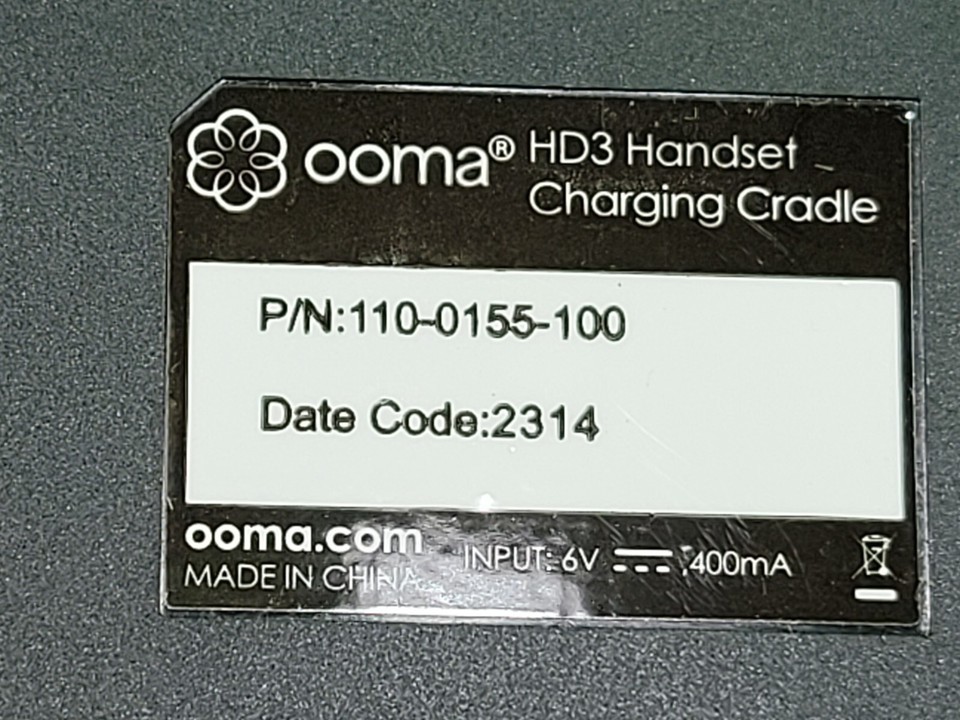 ooma® HD3 Handset
Charging Cradle
P/N:110-0155-100
Date Code:2314
ooma.com
MADE IN CHINA
INPUT: 6V ⎓ 400mA